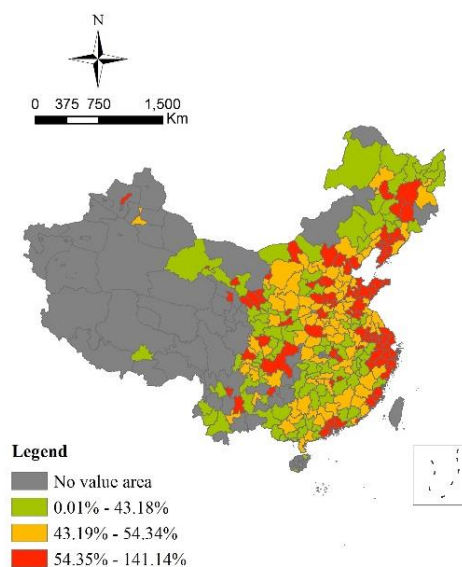 N
0 375 750 1,500
Km
Legend
No value area
0.01% - 43.18%
43.19% - 54.34%
54.35% - 141.14%